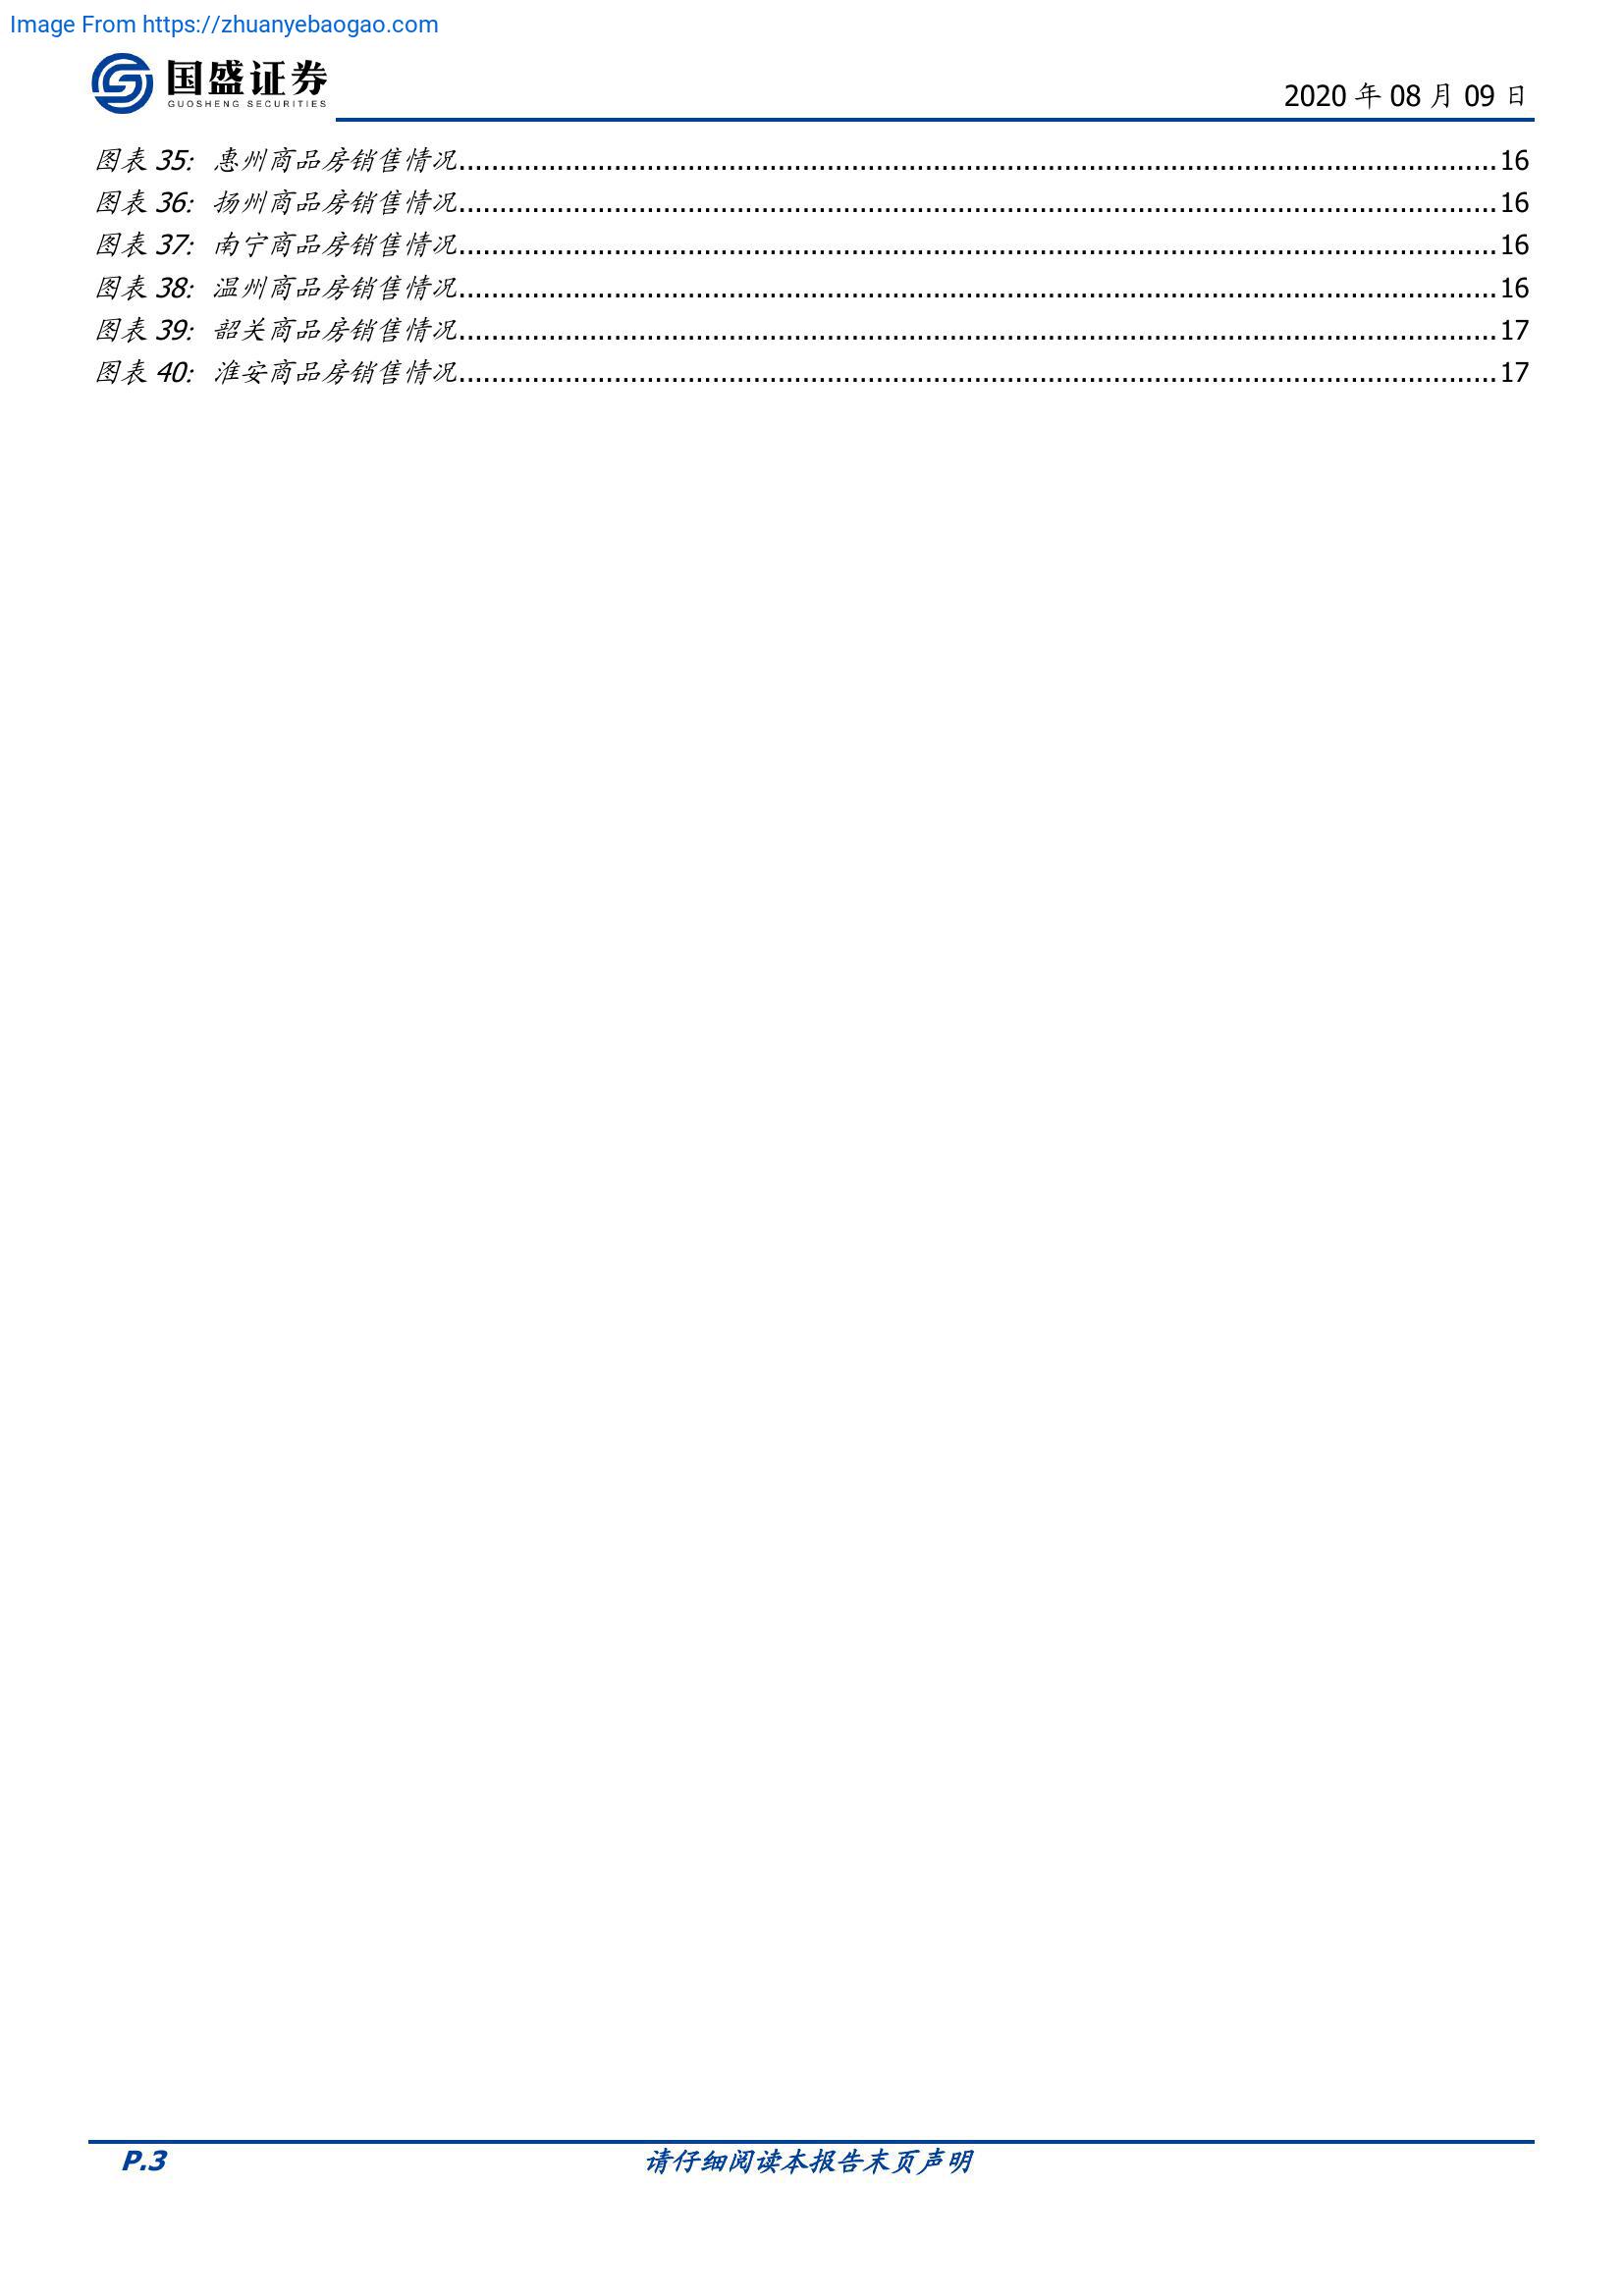 Image From https://zhuanyebaogao.com
国盛证券
GUOSHENG SECURITIES
2020 年 08 月 09 日
图表 35: 惠州商品房销售情况........................................................................................................................16
图表 36: 扬州商品房销售情况........................................................................................................................16
图表 37: 南宁商品房销售情况........................................................................................................................16
图表 38: 温州商品房销售情况........................................................................................................................16
图表 39: 韶关商品房销售情况........................................................................................................................17
图表 40: 淮安商品房销售情况........................................................................................................................17
P.3
请仔细阅读本报告末页声明